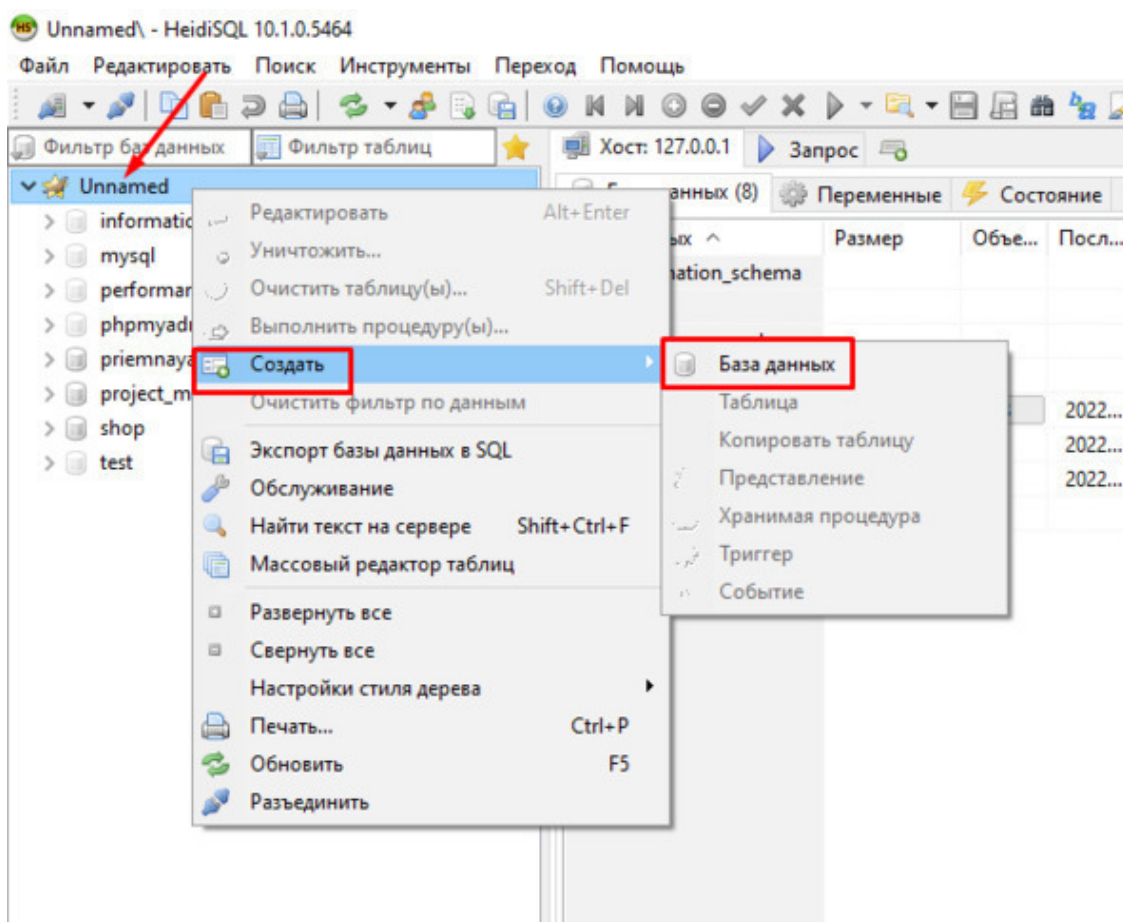 Unnamed\ - HeidiSQL 10.1.0.5464
Файл Редактировать Поиск Инструменты Переход Помощь
Фильтр баз данных Фильтр таблиц Хост: 127.0.0.1 Запрос
Unnamed
анных (8) Переменные Состояние
informatic
mysql
performar
phpmyad
priemnaya
project_m
shop
test
Редактировать Alt+Enter
Уничтожить...
Очистить таблицу(ы)... Shift+Del
Выполнить процедуру(ы)...
Создать
Очистить фильтр по данным
Экспорт базы данных в SQL
Обслуживание
Найти текст на сервере Shift+Ctrl+F
Массовый редактор таблиц
Развернуть все
Свернуть все
Настройки стиля дерева
Печать... Ctrl+P
Обновить F5
Разъединить
ых Размер Объе... Посл...
ation_schema
База данных
Таблица
Копировать таблицу
Представление
Хранимая процедура
Триггер
Событие
2022...
2022...
2022...